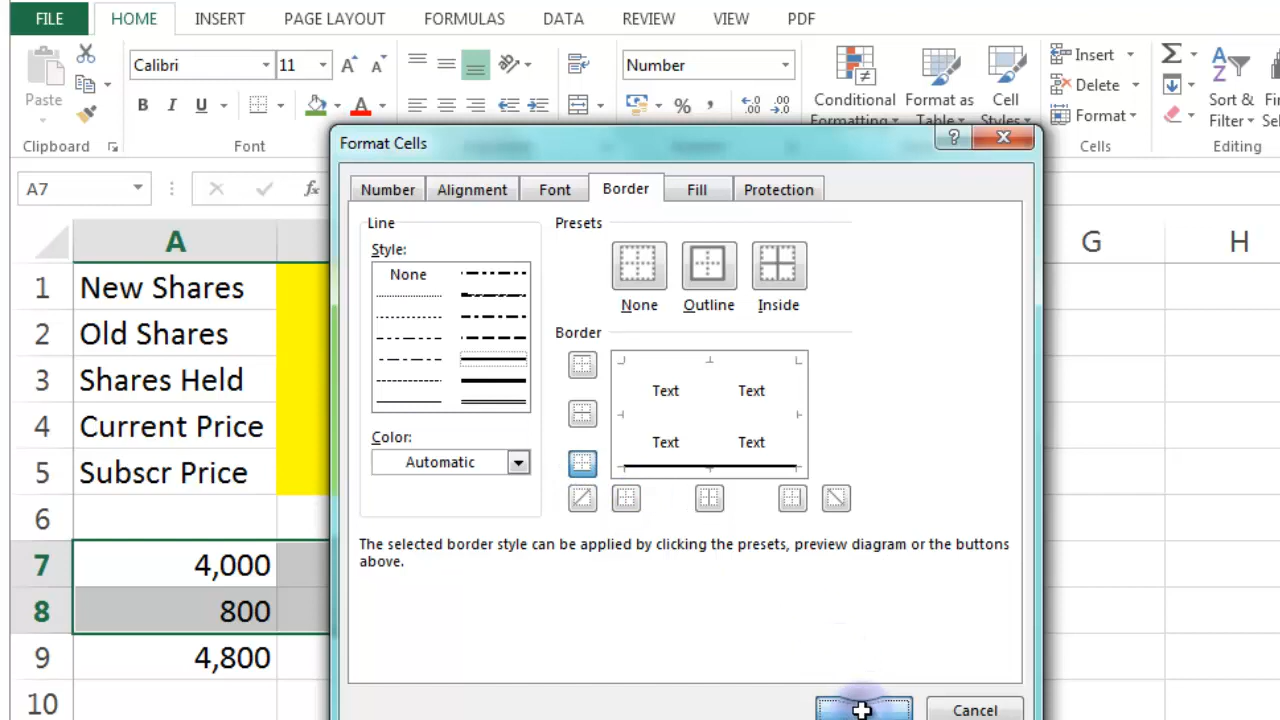 FILE HOME INSERT PAGE LAYOUT FORMULAS DATA REVIEW VIEW PDF
Calibri 11 Number Insert
Paste B I U A % Conditional Format as Cell Delete Sort &
Formatting Table Styles Format Filter
Clipboard Font Cells Editing
Format Cells ?
A7 fx
Number Alignment Font Border Fill Protection
A G H
Line Presets
Style:
None
None Outline Inside
Border
Text Text
Text Text
Color:
Automatic
The selected border style can be applied by clicking the presets, preview diagram or the buttons
above.
Cancel
1 New Shares
2 Old Shares
3 Shares Held
4 Current Price
5 Subscr Price
6
7 4,000
8 800
9 4,800
10